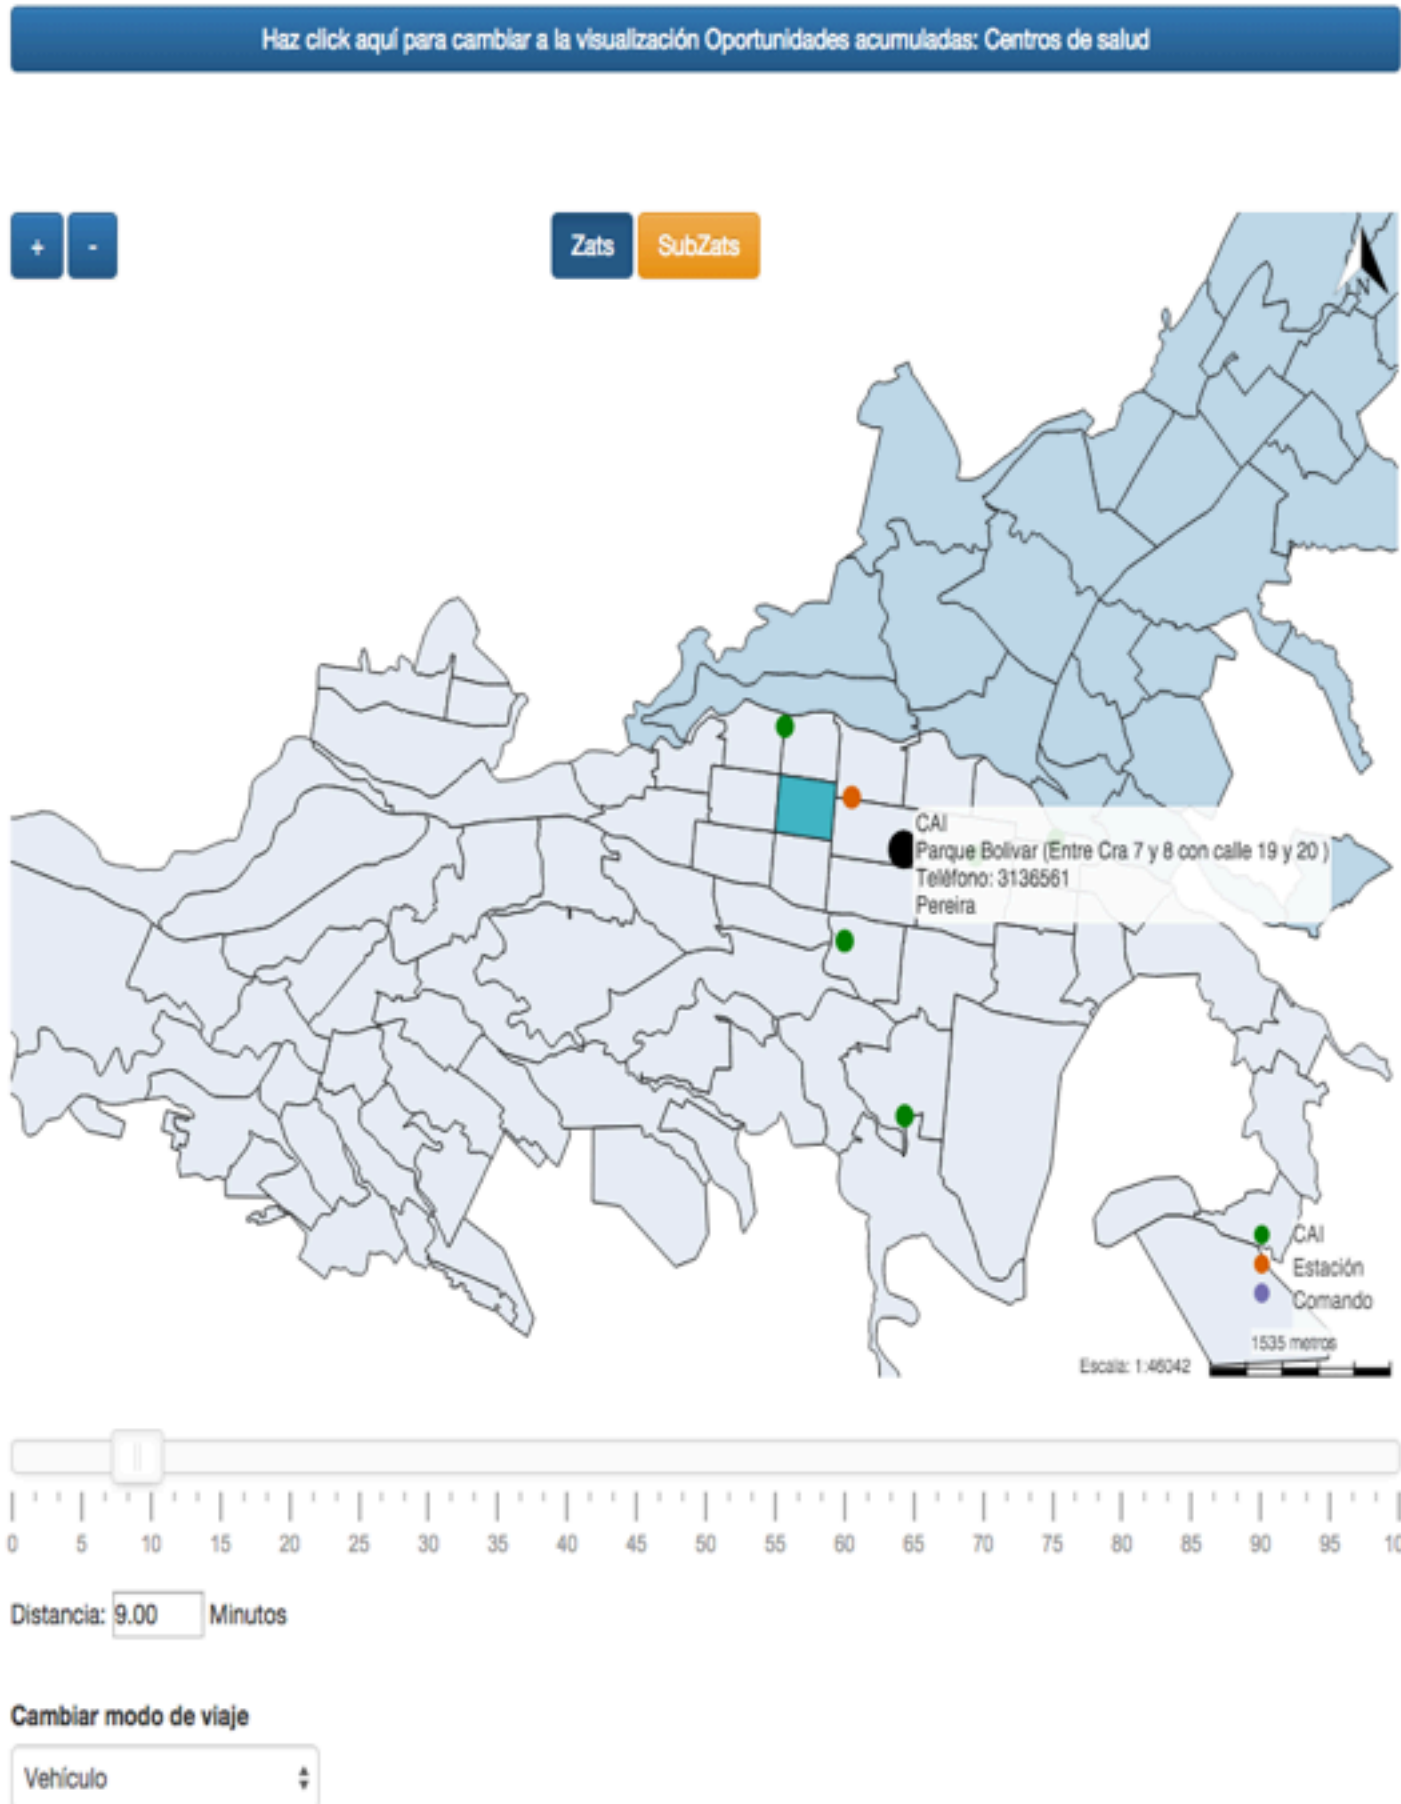 Haz click aquí para cambiar a la visualización Oportunidades acumuladas: Centros de salud
+ - Zats SubZats
N
CAI
Parque Bolivar (Entre Cra 7 y 8 con calle 19 y 20 )
Teléfono: 3136561
Pereira
CAI
Estación
Comando
1535 metros
Escala: 1:46042
0 5 10 15 20 25 30 35 40 45 50 55 60 65 70 75 80 85 90 95 10
Distancia: 9.00 Minutos
Cambiar modo de viaje
Vehículo